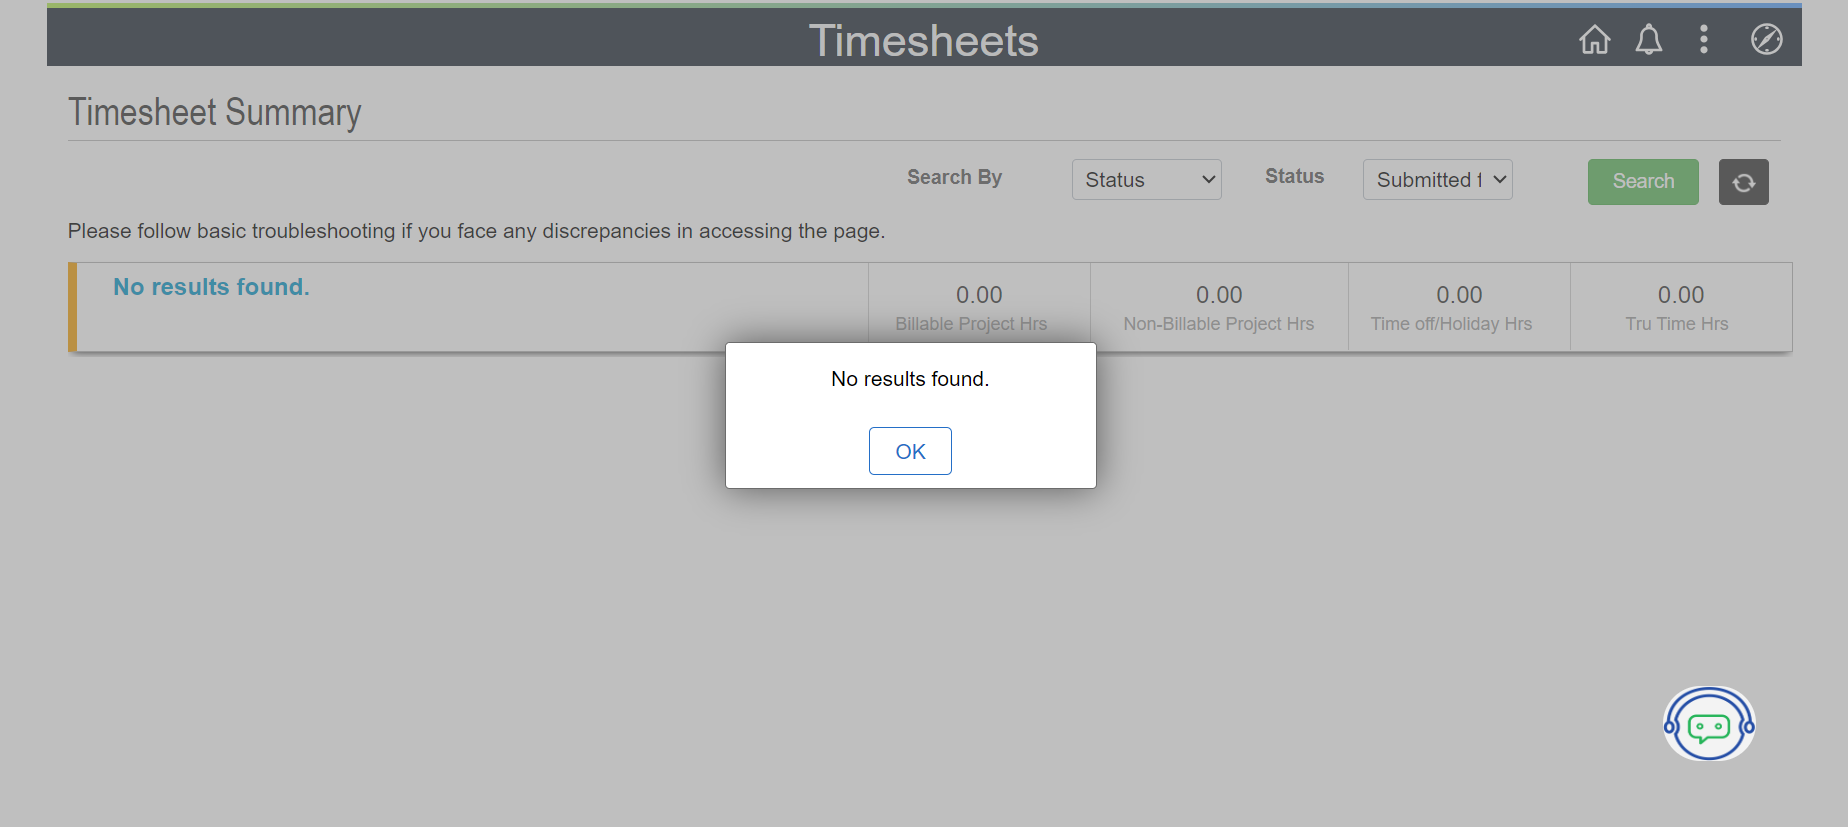 Timesheets
Timesheet Summary
Search By
Status
Status
Submitted
Search
Please follow basic troubleshooting if you face any discrepancies in accessing the page.
No results found.
0.00
Billable Project Hrs
0.00
Non-Billable Project Hrs
0.00
Time off/Holiday Hrs
0.00
Tru Time Hrs
No results found.
OK